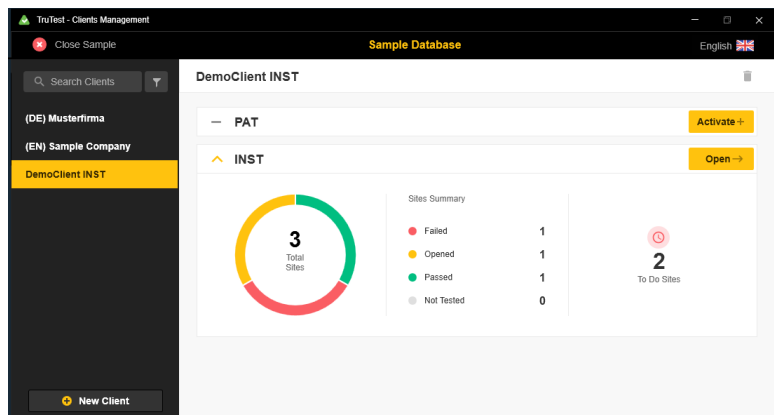 TruTest - Clients Management
Close Sample
Sample Database
English
Search Clients
DemoClient INST
(DE) Musterfirma
(EN) Sample Company
DemoClient INST
PAT
Activate
INST
Open
3
Total
Sites
Sites Summary
Failed 1
Opened 1
Passed 1
Not Tested 0
2
To Do Sites
New Client